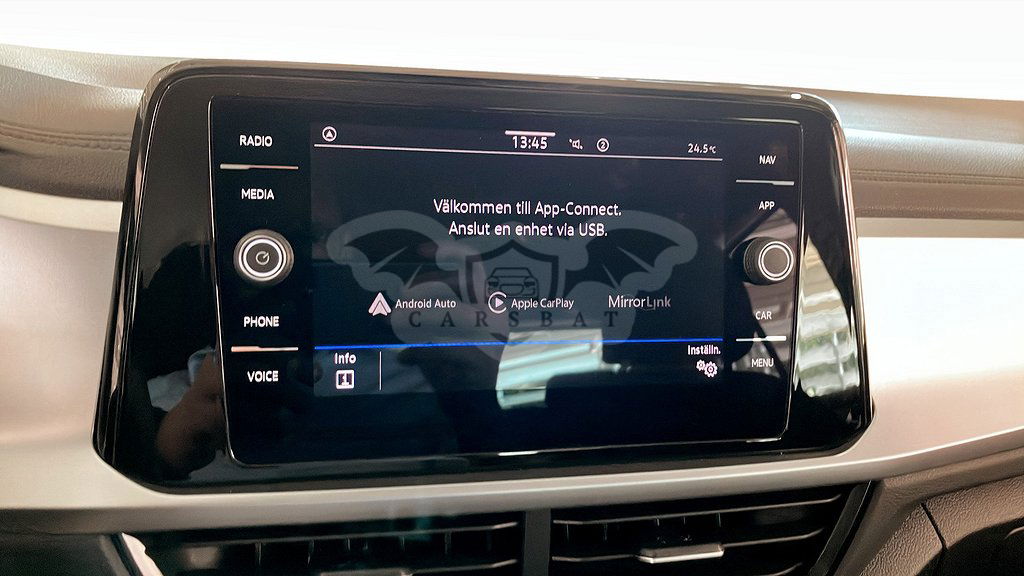 RADIO
MEDIA
PHONE
VOICE
13:45
2
24.5°C
Välkommen till App-Connect.
Anslut en enhet via USB.
Android Auto
Apple CarPlay
MirrorLink
CARSBAT
Info
Inställn.
NAV
APP
CAR
MENU